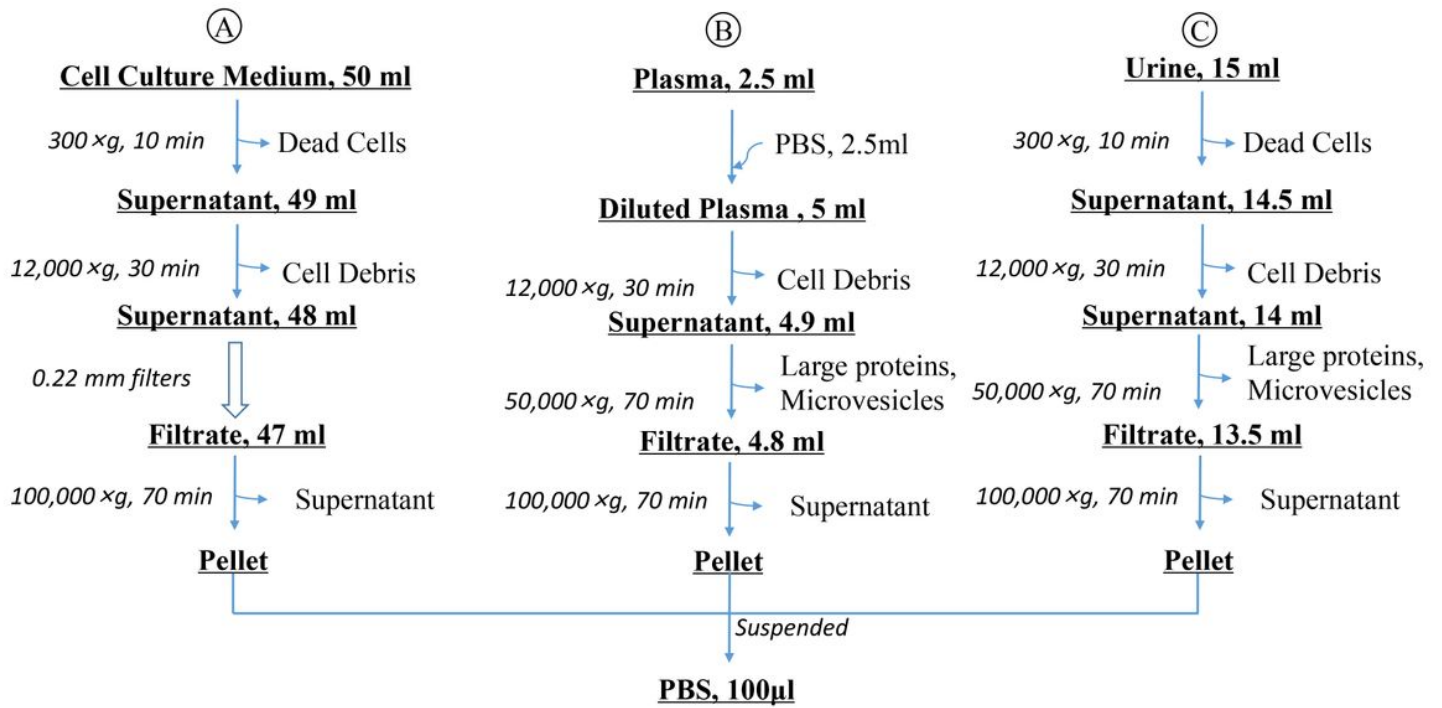 A
Cell Culture Medium, 50 ml
300 ×g, 10 min
Dead Cells
Supernatant, 49 ml
12,000 ×g, 30 min
Cell Debris
Supernatant, 48 ml
0.22 mm filters
Filtrate, 47 ml
100,000 ×g, 70 min
Supernatant
Pellet
B
Plasma, 2.5 ml
PBS, 2.5ml
Diluted Plasma , 5 ml
12,000 ×g, 30 min
Cell Debris
Supernatant, 4.9 ml
50,000 ×g, 70 min
Large proteins,
Microvesicles
Filtrate, 4.8 ml
100,000 ×g, 70 min
Supernatant
Pellet
C
Urine, 15 ml
300 ×g, 10 min
Dead Cells
Supernatant, 14.5 ml
12,000 ×g, 30 min
Cell Debris
Supernatant, 14 ml
50,000 ×g, 70 min
Large proteins,
Microvesicles
Filtrate, 13.5 ml
100,000 ×g, 70 min
Supernatant
Pellet
Suspended
PBS, 100μl